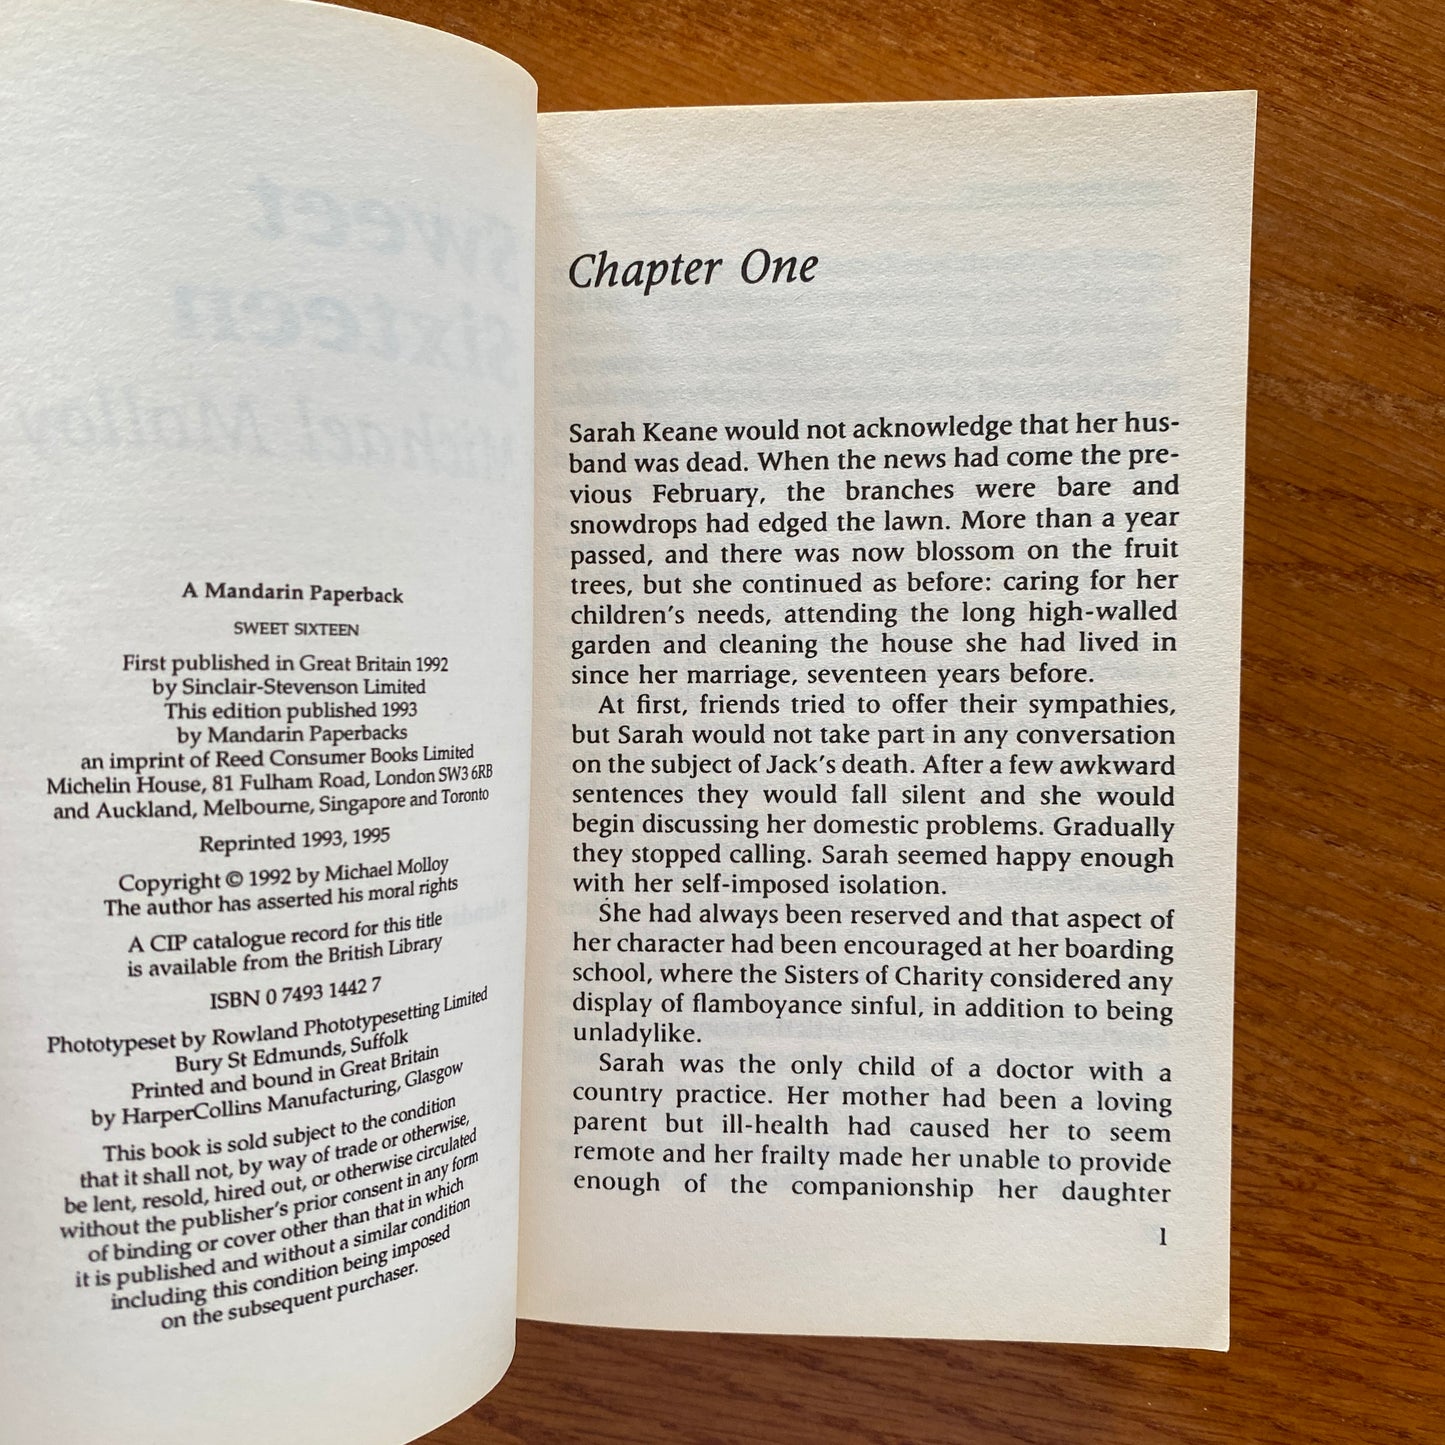 A Mandarin Paperback
SWEET SIXTEEN
First published in Great Britain 1992
by Sinclair-Stevenson Limited
This edition published 1993
by Mandarin Paperbacks
an imprint of Reed Consumer Books Limited
Michelin House, 81 Fulham Road, London SW3 6RB
and Auckland, Melbourne, Singapore and Toronto
Reprinted 1993, 1995
Copyright © 1992 by Michael Molloy
The author has asserted his moral rights
A CIP catalogue record for this title
is available from the British Library
ISBN 0 7493 1442 7
Phototypeset by Rowland Phototypesetting Limited
Bury St Edmunds, Suffolk
Printed and bound in Great Britain
by HarperCollins Manufacturing, Glasgow
This book is sold subject to the condition
that it shall not, by way of trade or otherwise,
be lent, resold, hired out, or otherwise circulated
without the publisher's prior consent in any form
of binding or cover other than that in which
it is published and without a similar condition
including this condition being imposed
on the subsequent purchaser.
Chapter One
Sarah Keane would not acknowledge that her hus-
band was dead. When the news had come the pre-
vious February, the branches were bare and
snowdrops had edged the lawn. More than a year
passed, and there was now blossom on the fruit
trees, but she continued as before: caring for her
children's needs, attending the long high-walled
garden and cleaning the house she had lived in
since her marriage, seventeen years before.
At first, friends tried to offer their sympathies,
but Sarah would not take part in any conversation
on the subject of Jack's death. After a few awkward
sentences they would fall silent and she would
begin discussing her domestic problems. Gradually
they stopped calling. Sarah seemed happy enough
with her self-imposed isolation.
She had always been reserved and that aspect of
her character had been encouraged at her boarding
school, where the Sisters of Charity considered any
display of flamboyance sinful, in addition to being
unladylike.
Sarah was the only child of a doctor with a
country practice. Her mother had been a loving
parent but ill-health had caused her to seem
remote and her frailty made her unable to provide
enough of the companionship her daughter
1